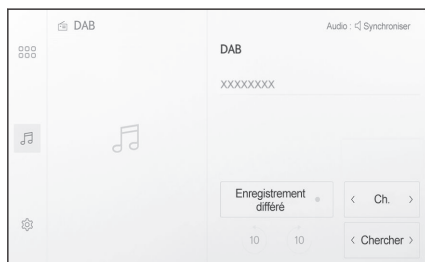 DAB
Audio : Synchroniser
DAB
XXXXXXXX
Enregistrement
différé
Ch.
10 10
Chercher